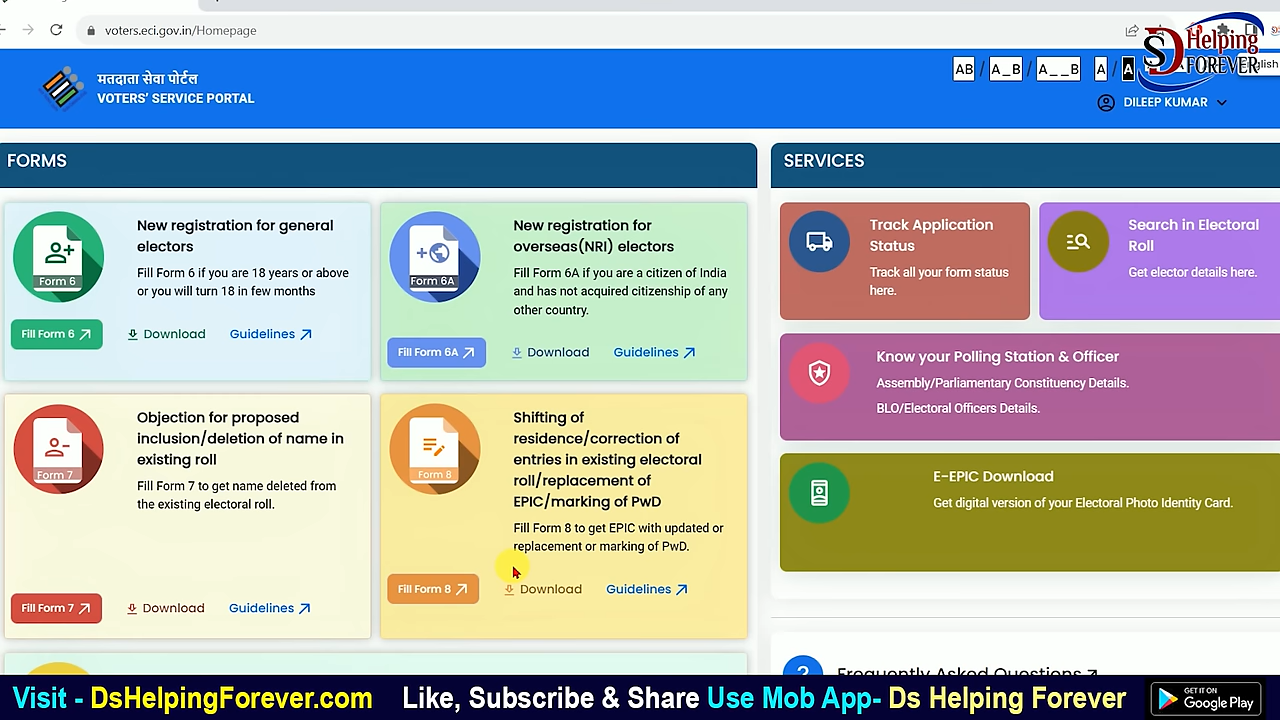 voters.eci.gov.in/Homepage
SD Helping FOREVER
मतदाता सेवा पोर्टल
VOTERS' SERVICE PORTAL
AB / A_B / A__B A / A
DILEEP KUMAR
FORMS
New registration for general
electors
Fill Form 6 if you are 18 years or above
or you will turn 18 in few months
Form 6
Fill Form 6
Download
Guidelines
New registration for
overseas(NRI) electors
Fill Form 6A if you are a citizen of India
and has not acquired citizenship of any
other country.
Form 6A
Fill Form 6A
Download
Guidelines
Objection for proposed
inclusion/deletion of name in
existing roll
Fill Form 7 to get name deleted from
the existing electoral roll.
Form 7
Fill Form 7
Download
Guidelines
Shifting of
residence/correction of
entries in existing electoral
roll/replacement of
EPIC/marking of PwD
Fill Form 8 to get EPIC with updated or
replacement or marking of PwD.
Form 8
Fill Form 8
Download
Guidelines
SERVICES
Track Application
Status
Track all your form status
here.
Search in Electoral
Roll
Get elector details here.
Know your Polling Station & Officer
Assembly/Parliamentary Constituency Details.
BLO/Electoral Officers Details.
E-EPIC Download
Get digital version of your Electoral Photo Identity Card.
? Frequently Asked Questions
Visit - DsHelpingForever.com Like, Subscribe & Share Use Mob App- Ds Helping Forever
GET IT ON
Google Play